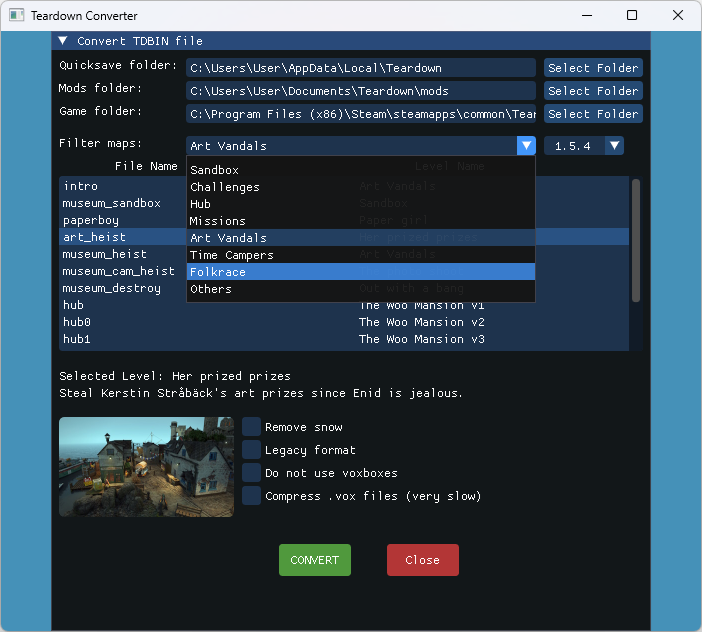 Teardown Converter
Convert TDBIN file
Quicksave folder: C:\Users\User\AppData\Local\Teardown Select Folder
Mods folder: C:\Users\User\Documents\Teardown\mods Select Folder
Game folder: C:\Program Files (x86)\Steam\steamapps\common\Tear Select Folder
Filter maps: Art Vandals 1.5.4
File Name Level Name
Sandbox
Challenges
Hub
Missions
Art Vandals
Time Campers
Folkrace
Others
intro Art Vandals
museum_sandbox Sandbox
paperboy Paper girl
art_heist Her prized prizes
museum_heist Art Vandals
museum_cam_heist
museum_destroy Out with a bang
hub The Woo Mansion v1
hub0 The Woo Mansion v2
hub1 The Woo Mansion v3
Selected Level: Her prized prizes
Steal Kerstin Stråbäck's art prizes since Enid is jealous.
Remove snow
Legacy format
Do not use voxboxes
Compress .vox files (very slow)
CONVERT Close